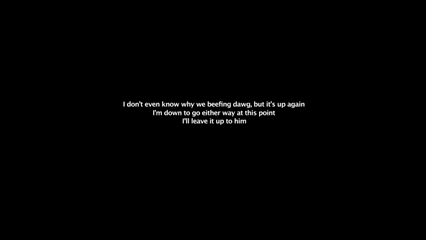 I don't even know why we beefing dawg, but it's up again
I'm down to go either way at this point
I'll leave it up to him